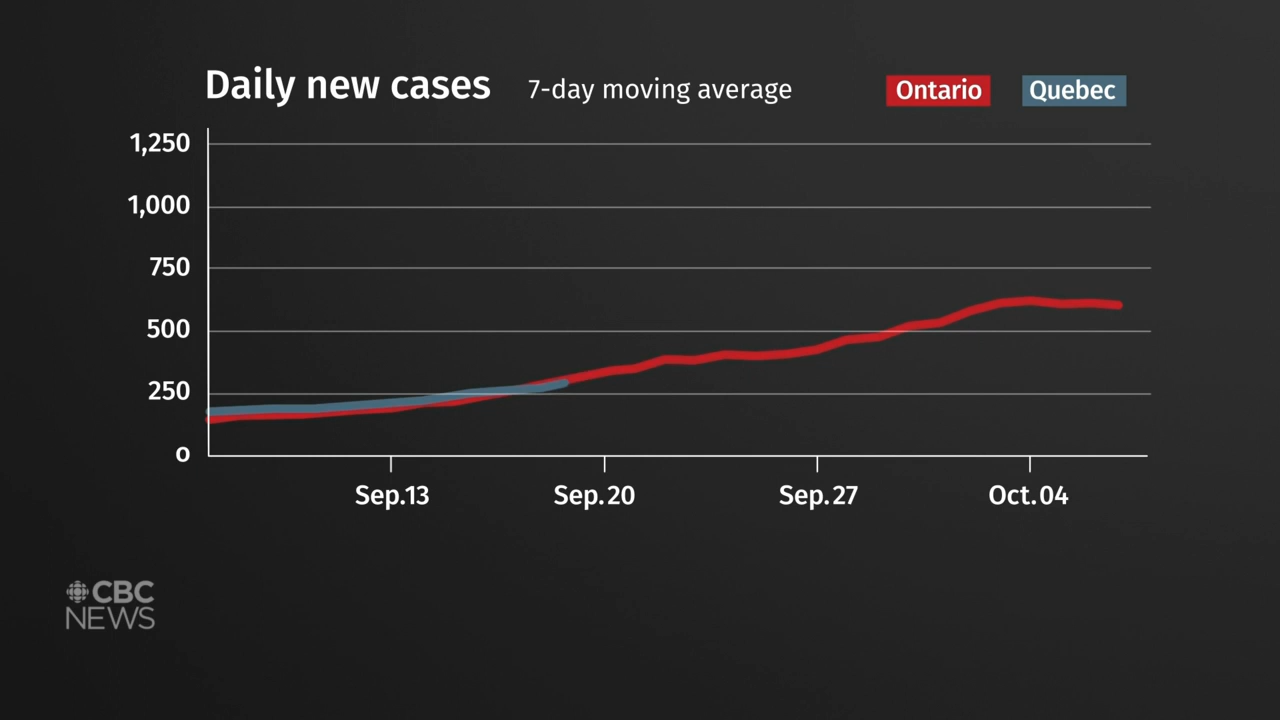 Daily new cases 7-day moving average Ontario Quebec
1,250
1,000
750
500
250
0
Sep.13 Sep.20 Sep.27 Oct.04
CBC
NEWS